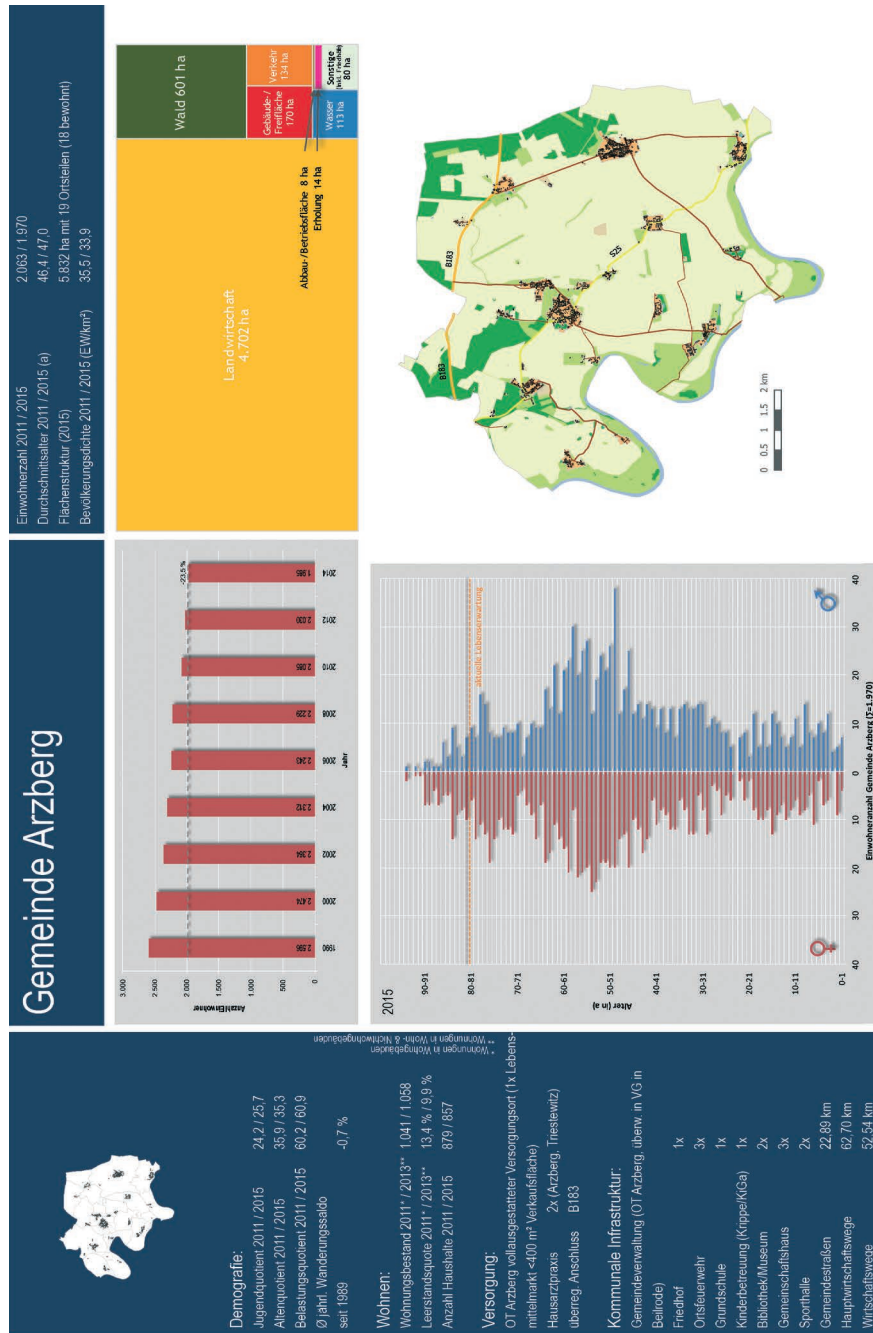 Gemeinde Arzberg
Einwohnerzahl 2011 / 2015 2.063 / 1.970
Durchschnittsalter 2011 / 2015 (a) 46,4 / 47,0
Flächenstruktur (2015) 5.832 ha mit 19 Ortsteilen (18 bewohnt)
Bevölkerungsdichte 2011 / 2015 (EW/km²) 35,5 / 33,9
Demografie:
Jugendquotient 2011 / 2015 24,2 / 25,7
Altenquotient 2011 / 2015 35,9 / 35,3
Belastungsquotient 2011 / 2015 60,2 / 60,9
Ø jährl. Wanderungssaldo
seit 1989 -0,7 %
Wohnen:
Wohnungsbestand 2011* / 2013** 1.041 / 1.058
Leerstandsquote 2011* / 2013** 13,4 % / 9,9 %
Anzahl Haushalte 2011 / 2015 879 / 857
* Wohnungen in Wohngebäuden
** Wohnungen in Wohn- & Nichtwohngebäuden
Versorgung:
OT Arzberg vollausgestatteter Versorgungsort (1x Lebens-
mittelmarkt <400 m² Verkaufsfläche)
Hausarztpraxis 2x (Arzberg, Triestewitz)
überreg. Anschluss B183
Kommunale Infrastruktur:
Gemeindeverwaltung (OT Arzberg, überw. in VG in
Beilrode) 1x
Friedhof 3x
Ortsfeuerwehr 1x
Grundschule 1x
Kinderbetreuung (Krippe/KiGa) 2x
Bibliothek/Museum 3x
Gemeinschaftshaus 2x
Sporthalle
Gemeindestraßen 22,89 km
Hauptwirtschaftswege 62,70 km
Wirtschaftswege 52,54 km
Anzahl Einwohner
3 000
2 500
2 000
1 500
1 000
500
0
2.596
2.474
2.364
2.312
2.243
2.229
2.085
2.030
1.985
-23,5 %
1990
2000
2002
2004
2006
2008
2010
2012
2014
Jahr
Landwirtschaft
4.702 ha
Wald 601 ha
Gebäude-/
Freifläche
170 ha
Verkehr
134 ha
Abbau-/Betriebsfläche 8 ha
Erholung 14 ha
Wasser
113 ha
Sonstige
(inkl. Friedhof)
80 ha
2015
Alter (in a)
90-91
80-81
70-71
60-61
50-51
40-41
30-31
20-21
10-11
0-1
aktuelle Lebenserwartung
40
30
20
10
0
10
20
30
40
Einwohneranzahl Gemeinde Arzberg (Σ=1.970)
B183
B183
S25
0 0.5 1 1.5 2 km